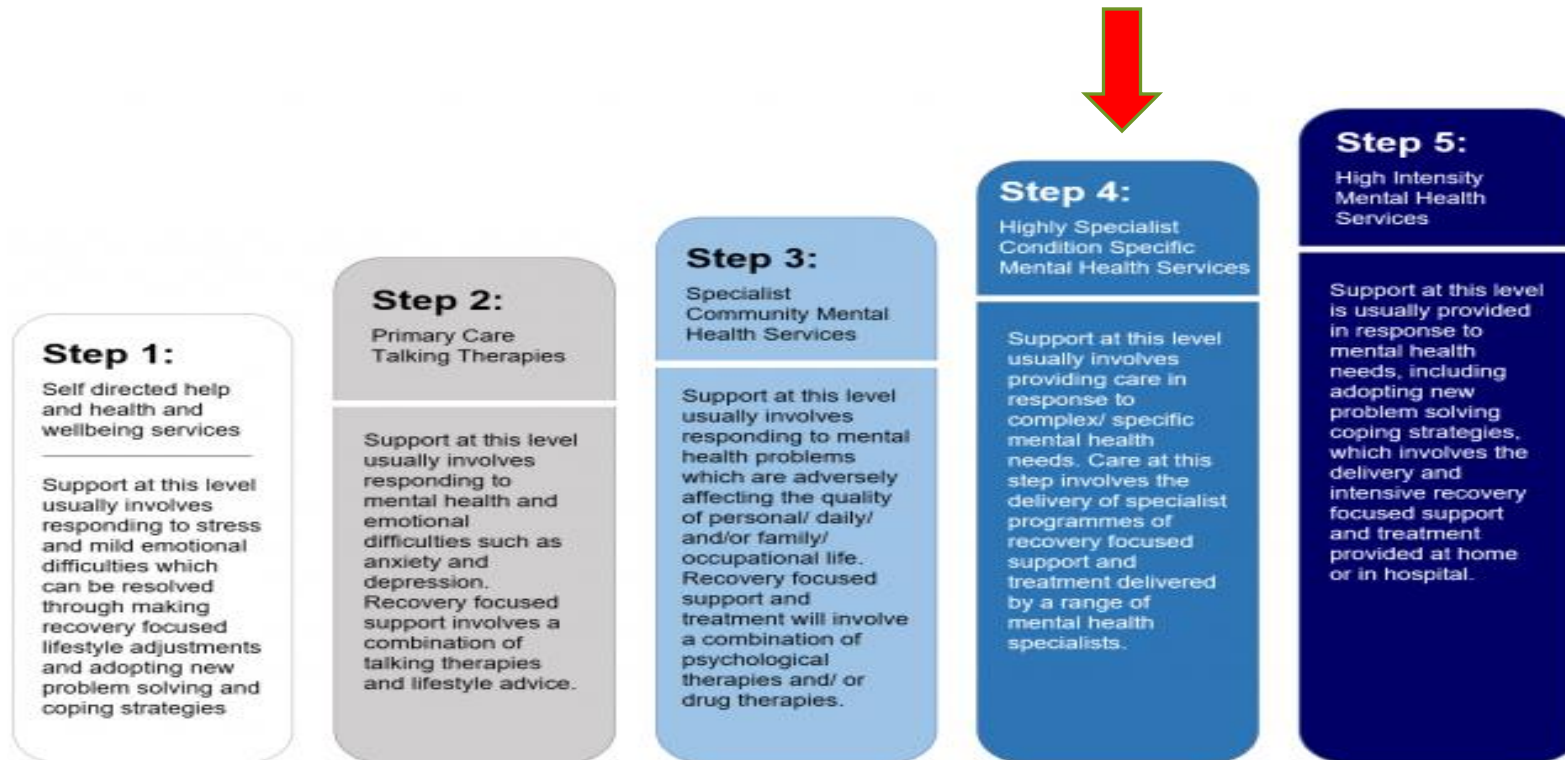 Step 1:
Self directed help
and health and
wellbeing services
Support at this level
usually involves
responding to stress
and mild emotional
difficulties which
can be resolved
through making
recovery focused
lifestyle adjustments
and adopting new
problem solving and
coping strategies
Step 2:
Primary Care
Talking Therapies
Support at this level
usually involves
responding to
mental health and
emotional
difficulties such as
anxiety and
depression.
Recovery focused
support involves a
combination of
talking therapies
and lifestyle advice.
Step 3:
Specialist
Community Mental
Health Services
Support at this level
usually involves
responding to mental
health problems
which are adversely
affecting the quality
of personal/ daily/
and/or family/
occupational life.
Recovery focused
support and
treatment will involve
a combination of
psychological
therapies and/ or
drug therapies.
Step 4:
Highly Specialist
Condition Specific
Mental Health Services
Support at this level
usually involves
providing care in
response to
complex/ specific
mental health
needs. Care at this
step involves the
delivery of specialist
programmes of
recovery focused
support and
treatment delivered
by a range of
mental health
specialists.
Step 5:
High Intensity
Mental Health
Services
Support at this level
is usually provided
in response to
mental health
needs, including
adopting new
problem solving
coping strategies,
which involves the
delivery and
intensive recovery
focused support
and treatment
provided at home
or in hospital.